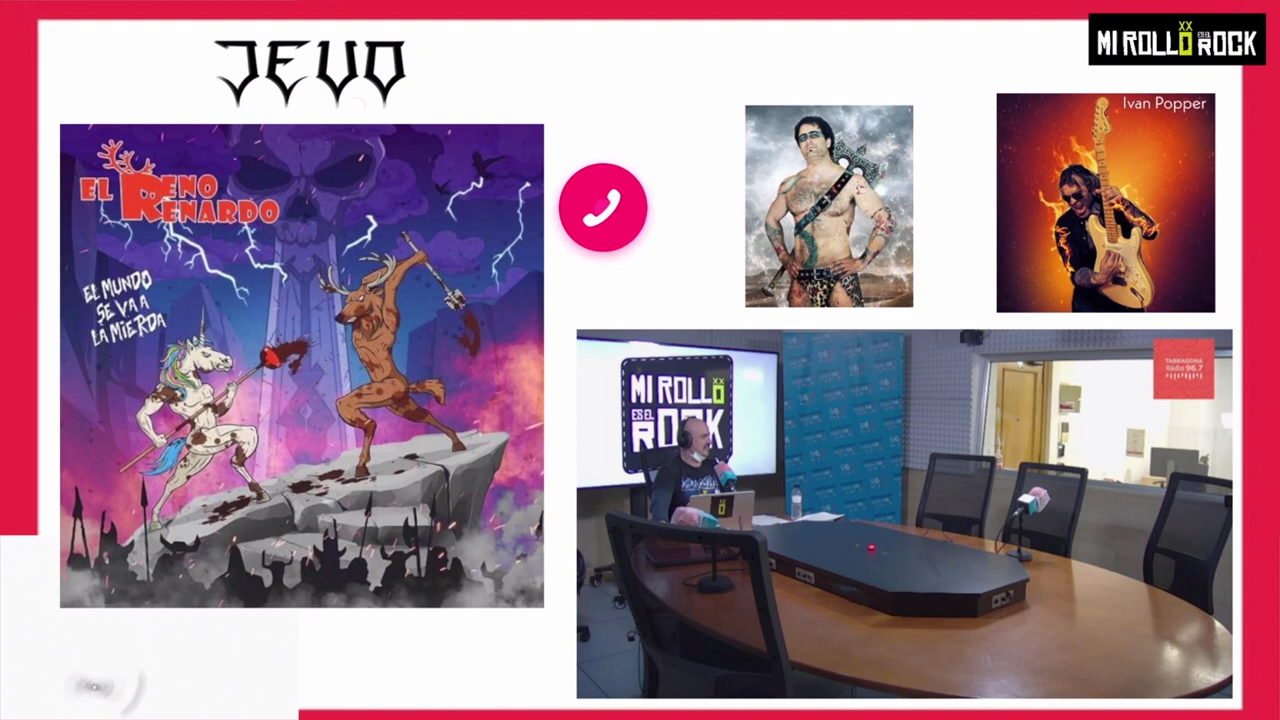 JEVO
MI ROLLO ES EL ROCK
EL RENO
RENARDO
EL MUNDO
SE VA A
LA MIERDA
Ivan Popper
MI ROLLO
ES EL
ROCK
96
TARRAGONA
Ràdio 96.7